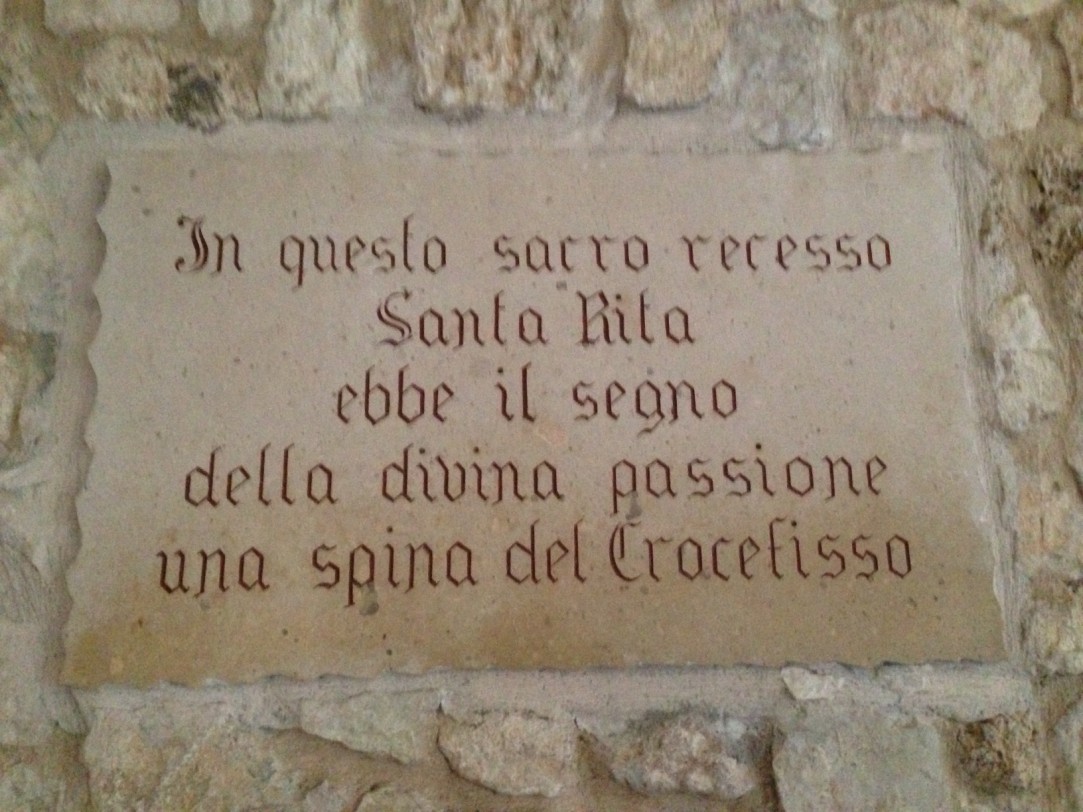 In questo sacro recesso
Santa Rita
ebbe il segno
della divina passione
una spina del Crocefisso